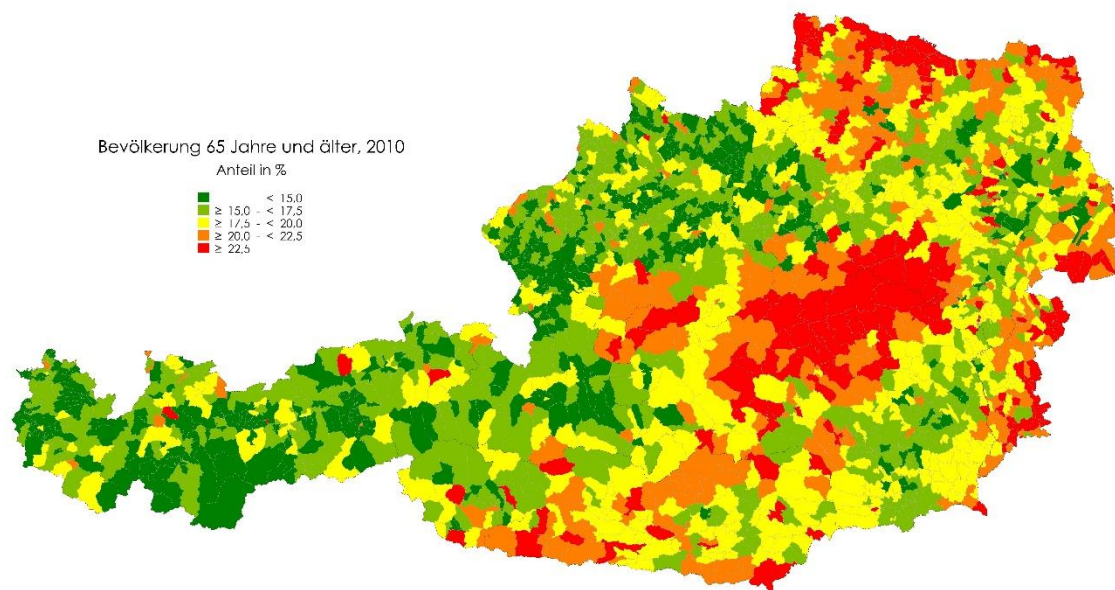 Bevölkerung 65 Jahre und älter, 2010
Anteil in %
< 15,0
≥ 15,0 - < 17,5
≥ 17,5 - < 20,0
≥ 20,0 - < 22,5
≥ 22,5